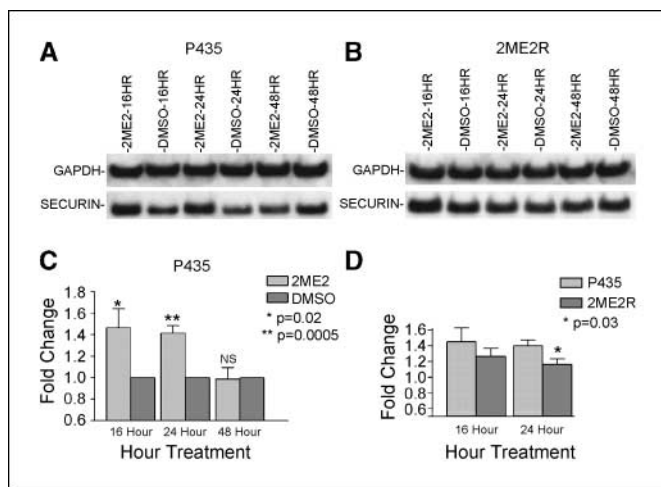 A
P435
-2ME2-16HR
-DMSO-16HR
-2ME2-24HR
-DMSO-24HR
-2ME2-48HR
-DMSO-48HR
GAPDH-
SECURIN-
B
2ME2R
-2ME2-16HR
-DMSO-16HR
-2ME2-24HR
-DMSO-24HR
-2ME2-48HR
-DMSO-48HR
GAPDH-
SECURIN-
C
P435
2ME2
DMSO
* p=0.02
** p=0.0005
Fold Change
1.8
1.6
1.4
1.2
1.0
0.8
0.6
*
**
NS
16 Hour 24 Hour 48 Hour
Hour Treatment
D
P435
2ME2R
* p=0.03
Fold Change
1.6
1.4
1.2
1.0
0.8
0.6
*
16 Hour 24 Hour
Hour Treatment